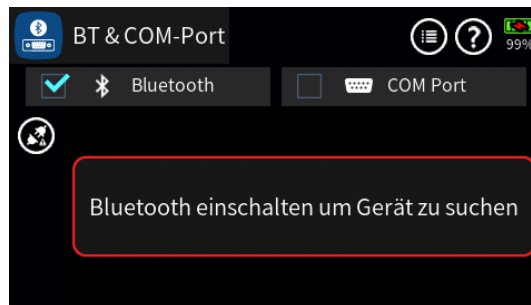 BT & COM-Port
99%
Bluetooth
COM Port
Bluetooth einschalten um Gerät zu suchen